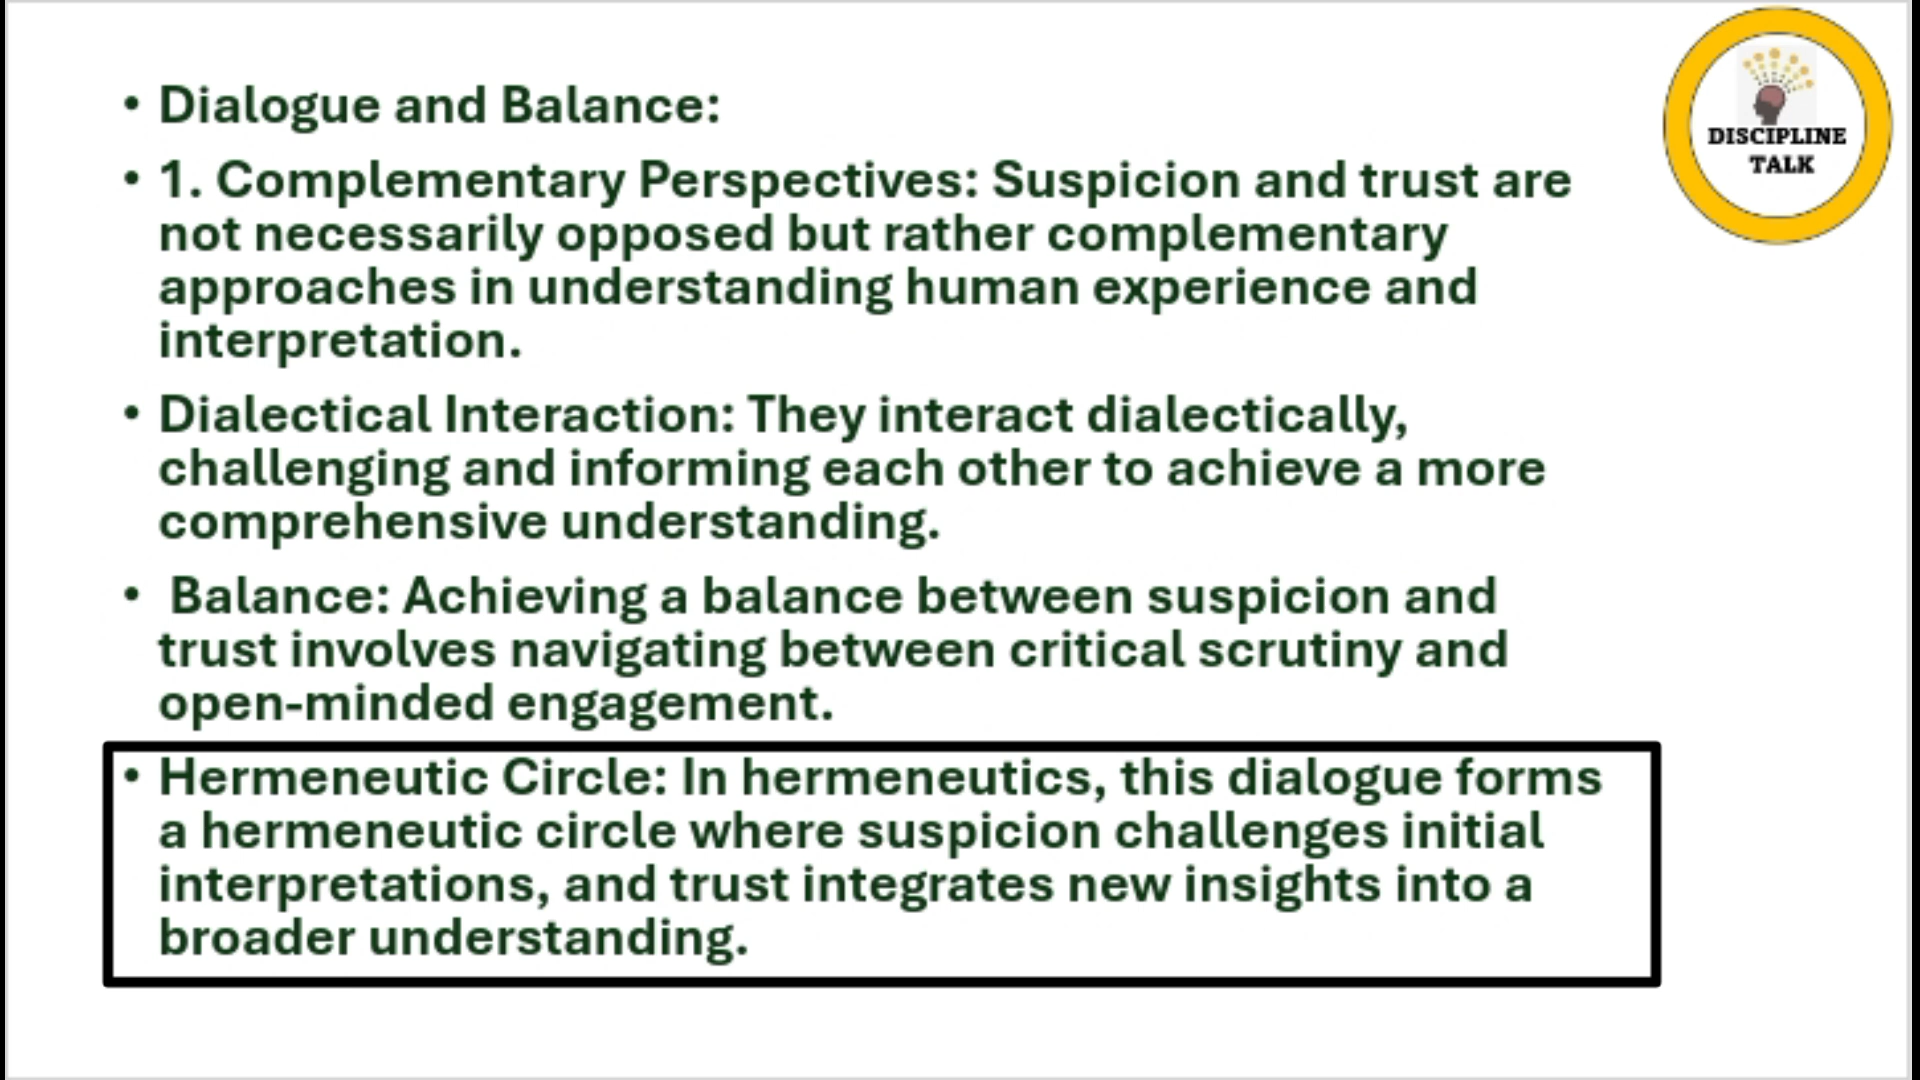 • Dialogue and Balance:
• 1. Complementary Perspectives: Suspicion and trust are
not necessarily opposed but rather complementary
approaches in understanding human experience and
interpretation.
• Dialectical Interaction: They interact dialectically,
challenging and informing each other to achieve a more
comprehensive understanding.
• Balance: Achieving a balance between suspicion and
trust involves navigating between critical scrutiny and
open-minded engagement.
• Hermeneutic Circle: In hermeneutics, this dialogue forms
a hermeneutic circle where suspicion challenges initial
interpretations, and trust integrates new insights into a
broader understanding.
DISCIPLINE
TALK